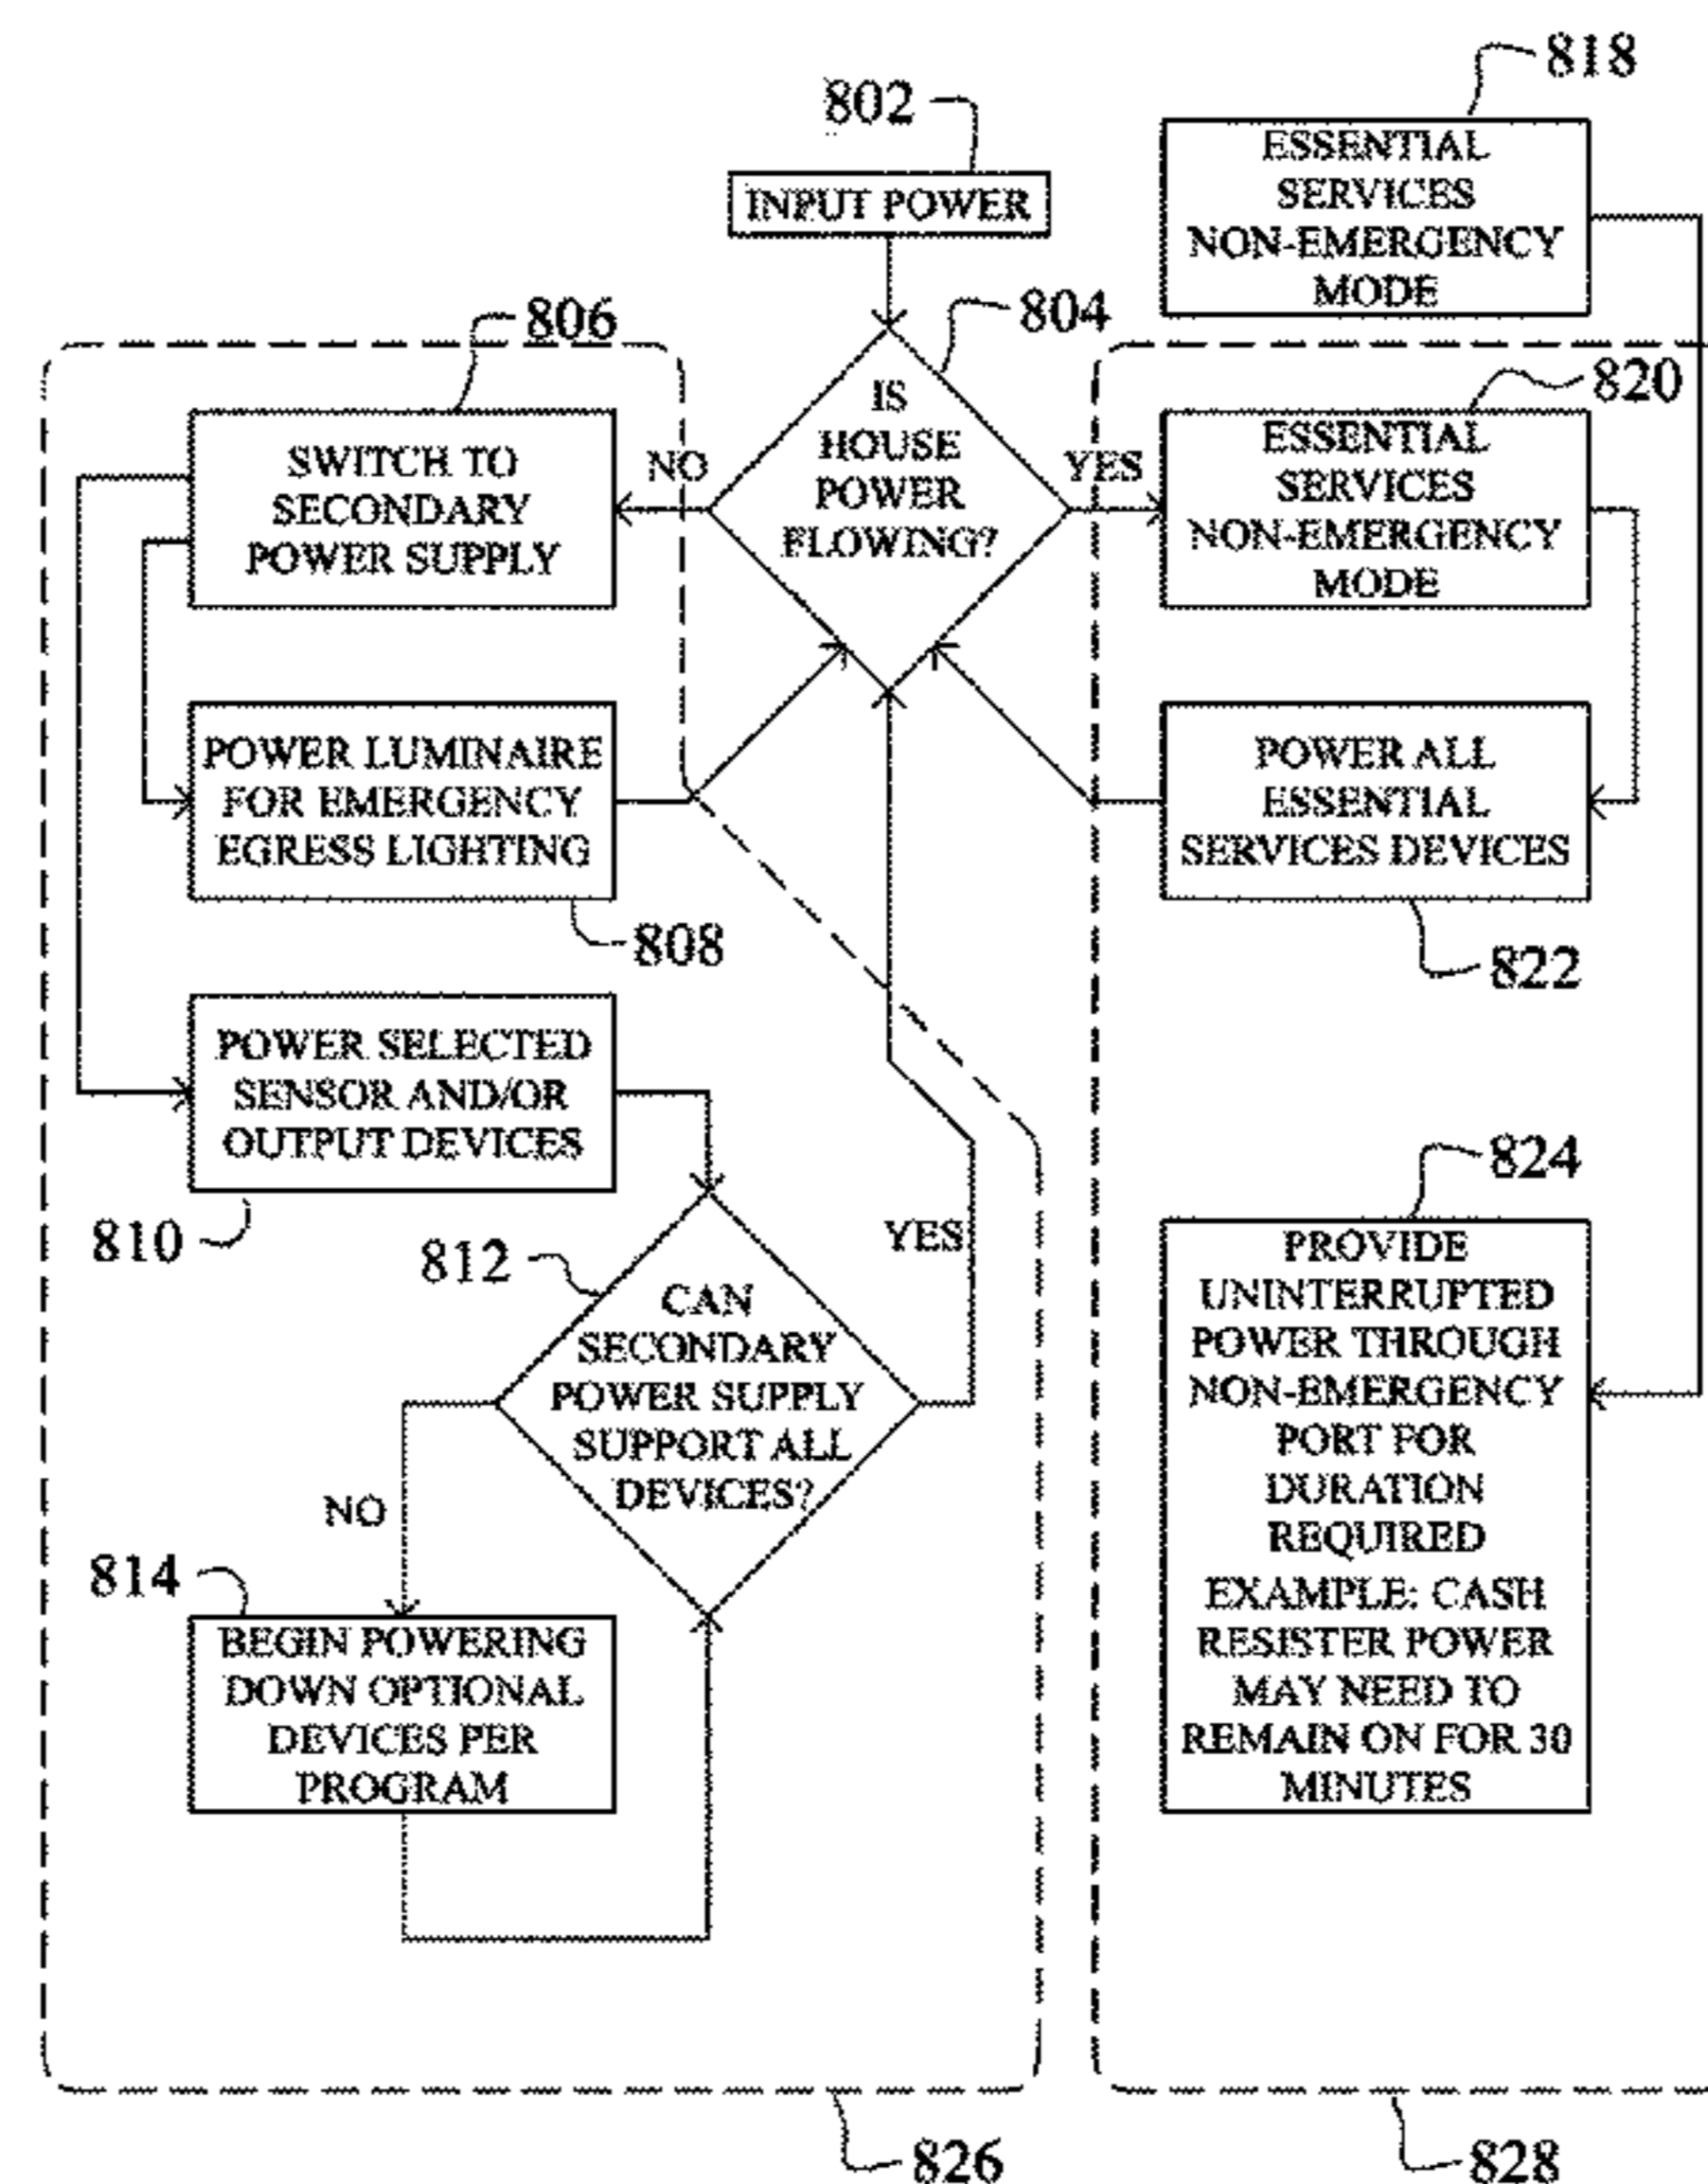 818
802
ESSENTIAL
SERVICES
NON-EMERGENCY
MODE
INPUT POWER
804
806
IS
HOUSE
POWER
FLOWING?
NO
YES
820
ESSENTIAL
SERVICES
NON-EMERGENCY
MODE
SWITCH TO
SECONDARY
POWER SUPPLY
POWER LUMINAIRE
FOR EMERGENCY
EGRESS LIGHTING
808
POWER ALL
ESSENTIAL
SERVICES DEVICES
822
POWER SELECTED
SENSOR AND/OR
OUTPUT DEVICES
810
812
CAN
SECONDARY
POWER SUPPLY
SUPPORT ALL
DEVICES?
YES
NO
824
PROVIDE
UNINTERRUPTED
POWER THROUGH
NON-EMERGENCY
PORT FOR
DURATION
REQUIRED
EXAMPLE: CASH
RESISTER POWER
MAY NEED TO
REMAIN ON FOR 30
MINUTES
814
BEGIN POWERING
DOWN OPTIONAL
DEVICES PER
PROGRAM
826
828